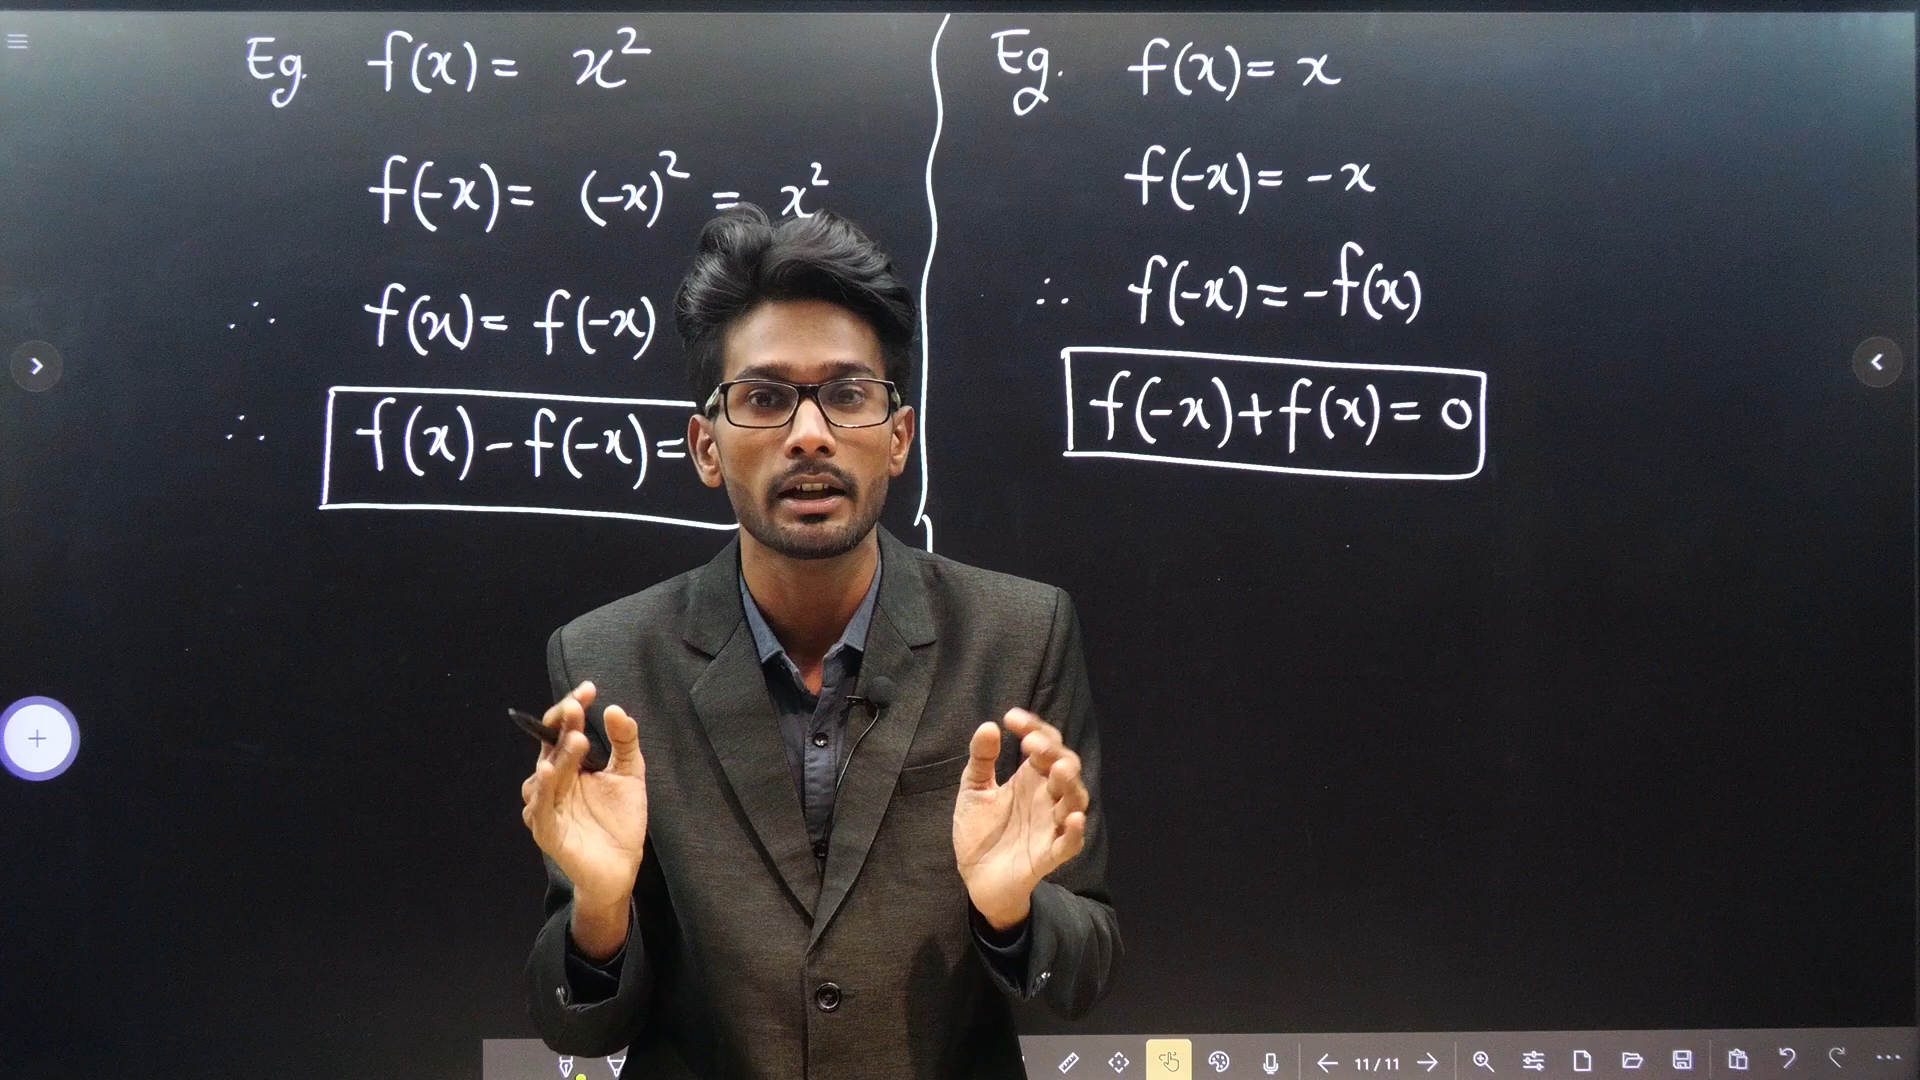 Eg. f(x) = x²
f(-x) = (-x)² = x²
∴ f(x) = f(-x)
∴ f(x) - f(-x) =
Eg. f(x) = x
f(-x) = -x
∴ f(-x) = -f(x)
f(-x) + f(x) = 0
11/11